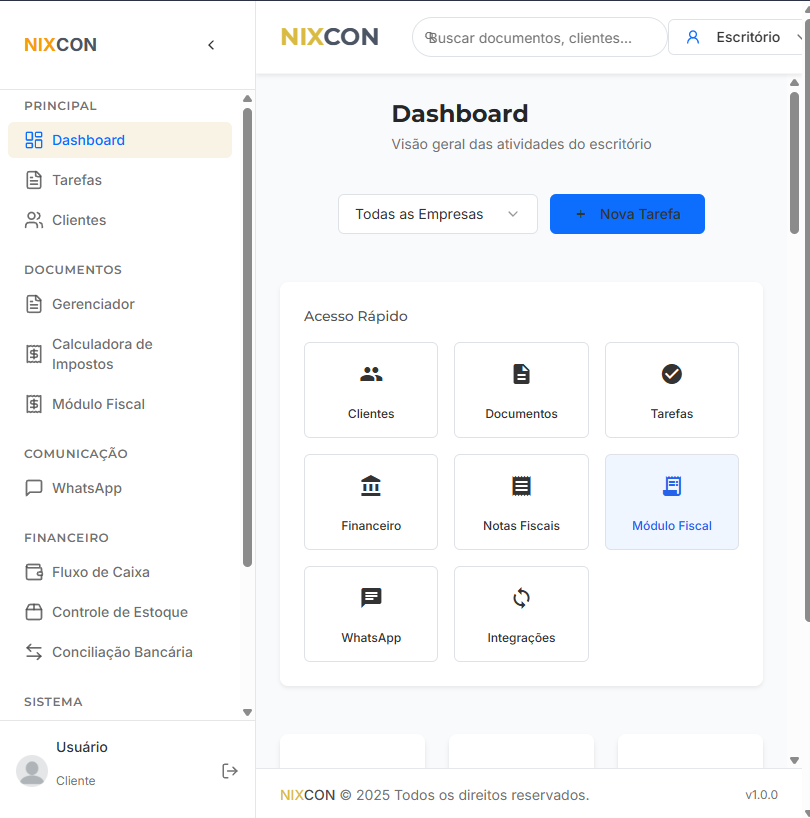 NIXCON
PRINCIPAL
Dashboard
Tarefas
Clientes
DOCUMENTOS
Gerenciador
Calculadora de
Impostos
Módulo Fiscal
COMUNICAÇÃO
WhatsApp
FINANCEIRO
Fluxo de Caixa
Controle de Estoque
Conciliação Bancária
SISTEMA
Usuário
Cliente
NIXCON
Buscar documentos, clientes...
Escritório
Dashboard
Visão geral das atividades do escritório
Todas as Empresas
+ Nova Tarefa
Acesso Rápido
Clientes
Documentos
Tarefas
Financeiro
Notas Fiscais
Módulo Fiscal
WhatsApp
Integrações
NIXCON © 2025 Todos os direitos reservados.
v1.0.0